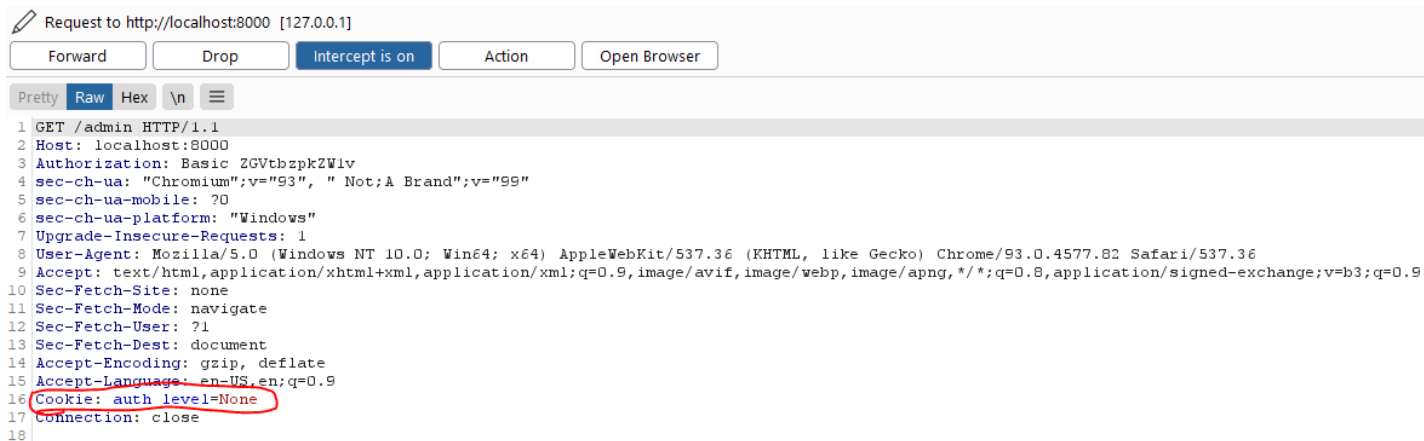 Request to http://localhost:8000 [127.0.0.1]
Forward Drop Intercept is on Action Open Browser
Pretty Raw Hex \n
1 GET /admin HTTP/1.1
2 Host: localhost:8000
3 Authorization: Basic ZGVtbzpkZW1v
4 sec-ch-ua: "Chromium";v="93", " Not;A Brand";v="99"
5 sec-ch-ua-mobile: ?0
6 sec-ch-ua-platform: "Windows"
7 Upgrade-Insecure-Requests: 1
8 User-Agent: Mozilla/5.0 (Windows NT 10.0; Win64; x64) AppleWebKit/537.36 (KHTML, like Gecko) Chrome/93.0.4577.82 Safari/537.36
9 Accept: text/html,application/xhtml+xml,application/xml;q=0.9,image/avif,image/webp,image/apng,*/*;q=0.8,application/signed-exchange;v=b3;q=0.9
10 Sec-Fetch-Site: none
11 Sec-Fetch-Mode: navigate
12 Sec-Fetch-User: ?1
13 Sec-Fetch-Dest: document
14 Accept-Encoding: gzip, deflate
15 Accept-Language: en-US,en;q=0.9
16 Cookie: auth_level=None
17 Connection: close
18